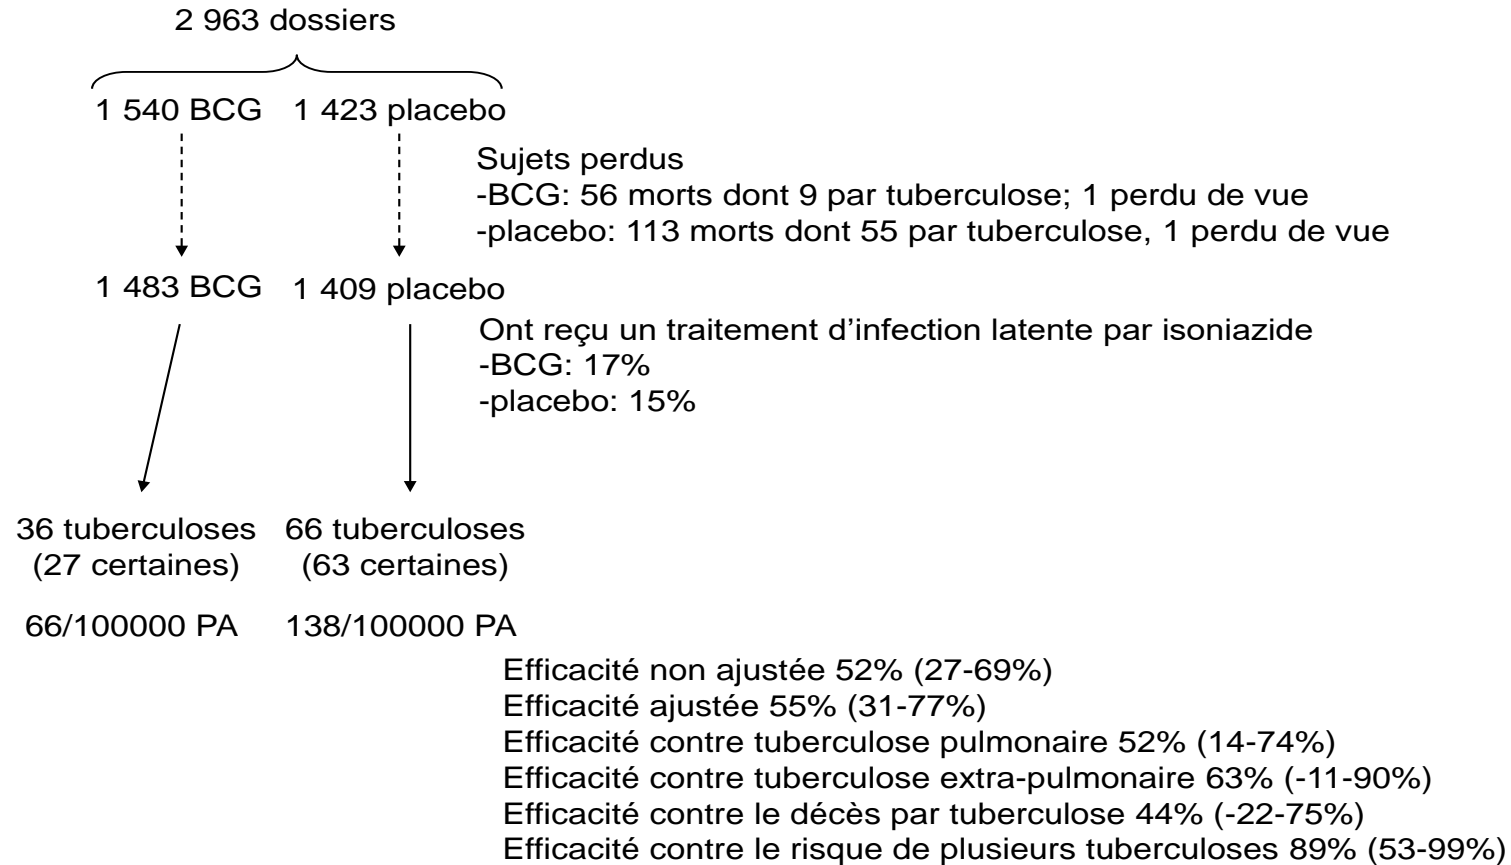 2 963 dossiers
1 540 BCG 1 423 placebo
Sujets perdus
-BCG: 56 morts dont 9 par tuberculose; 1 perdu de vue
-placebo: 113 morts dont 55 par tuberculose, 1 perdu de vue
1 483 BCG 1 409 placebo
Ont reçu un traitement d’infection latente par isoniazide
-BCG: 17%
-placebo: 15%
36 tuberculoses 66 tuberculoses
(27 certaines) (63 certaines)
66/100000 PA 138/100000 PA
Efficacité non ajustée 52% (27-69%)
Efficacité ajustée 55% (31-77%)
Efficacité contre tuberculose pulmonaire 52% (14-74%)
Efficacité contre tuberculose extra-pulmonaire 63% (-11-90%)
Efficacité contre le décès par tuberculose 44% (-22-75%)
Efficacité contre le risque de plusieurs tuberculoses 89% (53-99%)